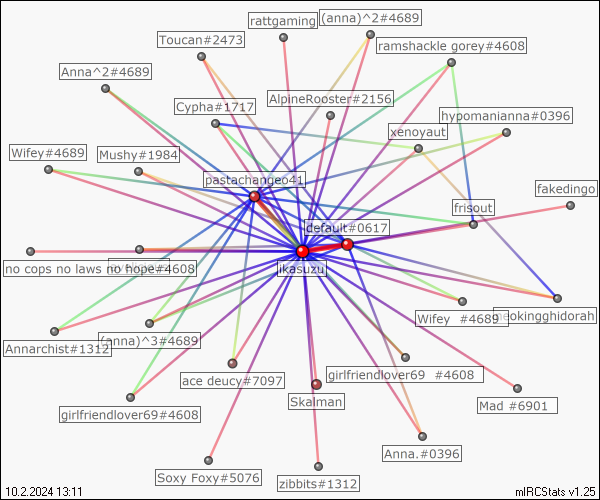 rattgaming
(anna)^2#4689
Toucan#2473
ramshackle gorey#4608
Anna^2#4689
AlpineRooster#2156
Cypha#1717
hypomanianna#0396
xenoyaut
Wifey#4689
Mushy#1984
pastachange641
fakedingo
frisout
default#0617
no cops no laws no hope#4608
ikasuzu
Wifey #4689
smokingghidorah
Annarchist#1312
(anna)^3#4689
ace deucy#7097
girlfriendlover69 #4608
Skalman
Mad #6901
girlfriendlover69#4608
Anna.#0396
Soxy Foxy#5076
zibbits#1312
10.2.2024 13:11
mIRCStats v1.25